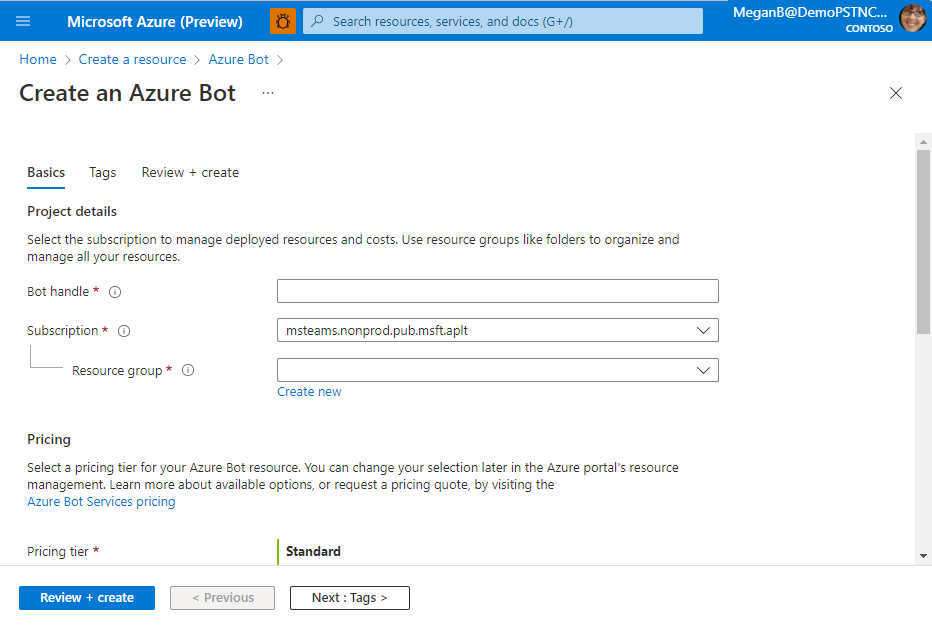 Microsoft Azure (Preview)
Search resources, services, and docs (G+/)
MeganB@DemoPSTNC...
CONTOSO
Home > Create a resource > Azure Bot >
Create an Azure Bot ...
Basics Tags Review + create
Project details
Select the subscription to manage deployed resources and costs. Use resource groups like folders to organize and
manage all your resources.
Bot handle *
Subscription * msteams.nonprod.pub.msft.aplt
Resource group *
Create new
Pricing
Select a pricing tier for your Azure Bot resource. You can change your selection later in the Azure portal's resource
management. Learn more about available options, or request a pricing quote, by visiting the
Azure Bot Services pricing
Pricing tier * Standard
Review + create < Previous Next : Tags >